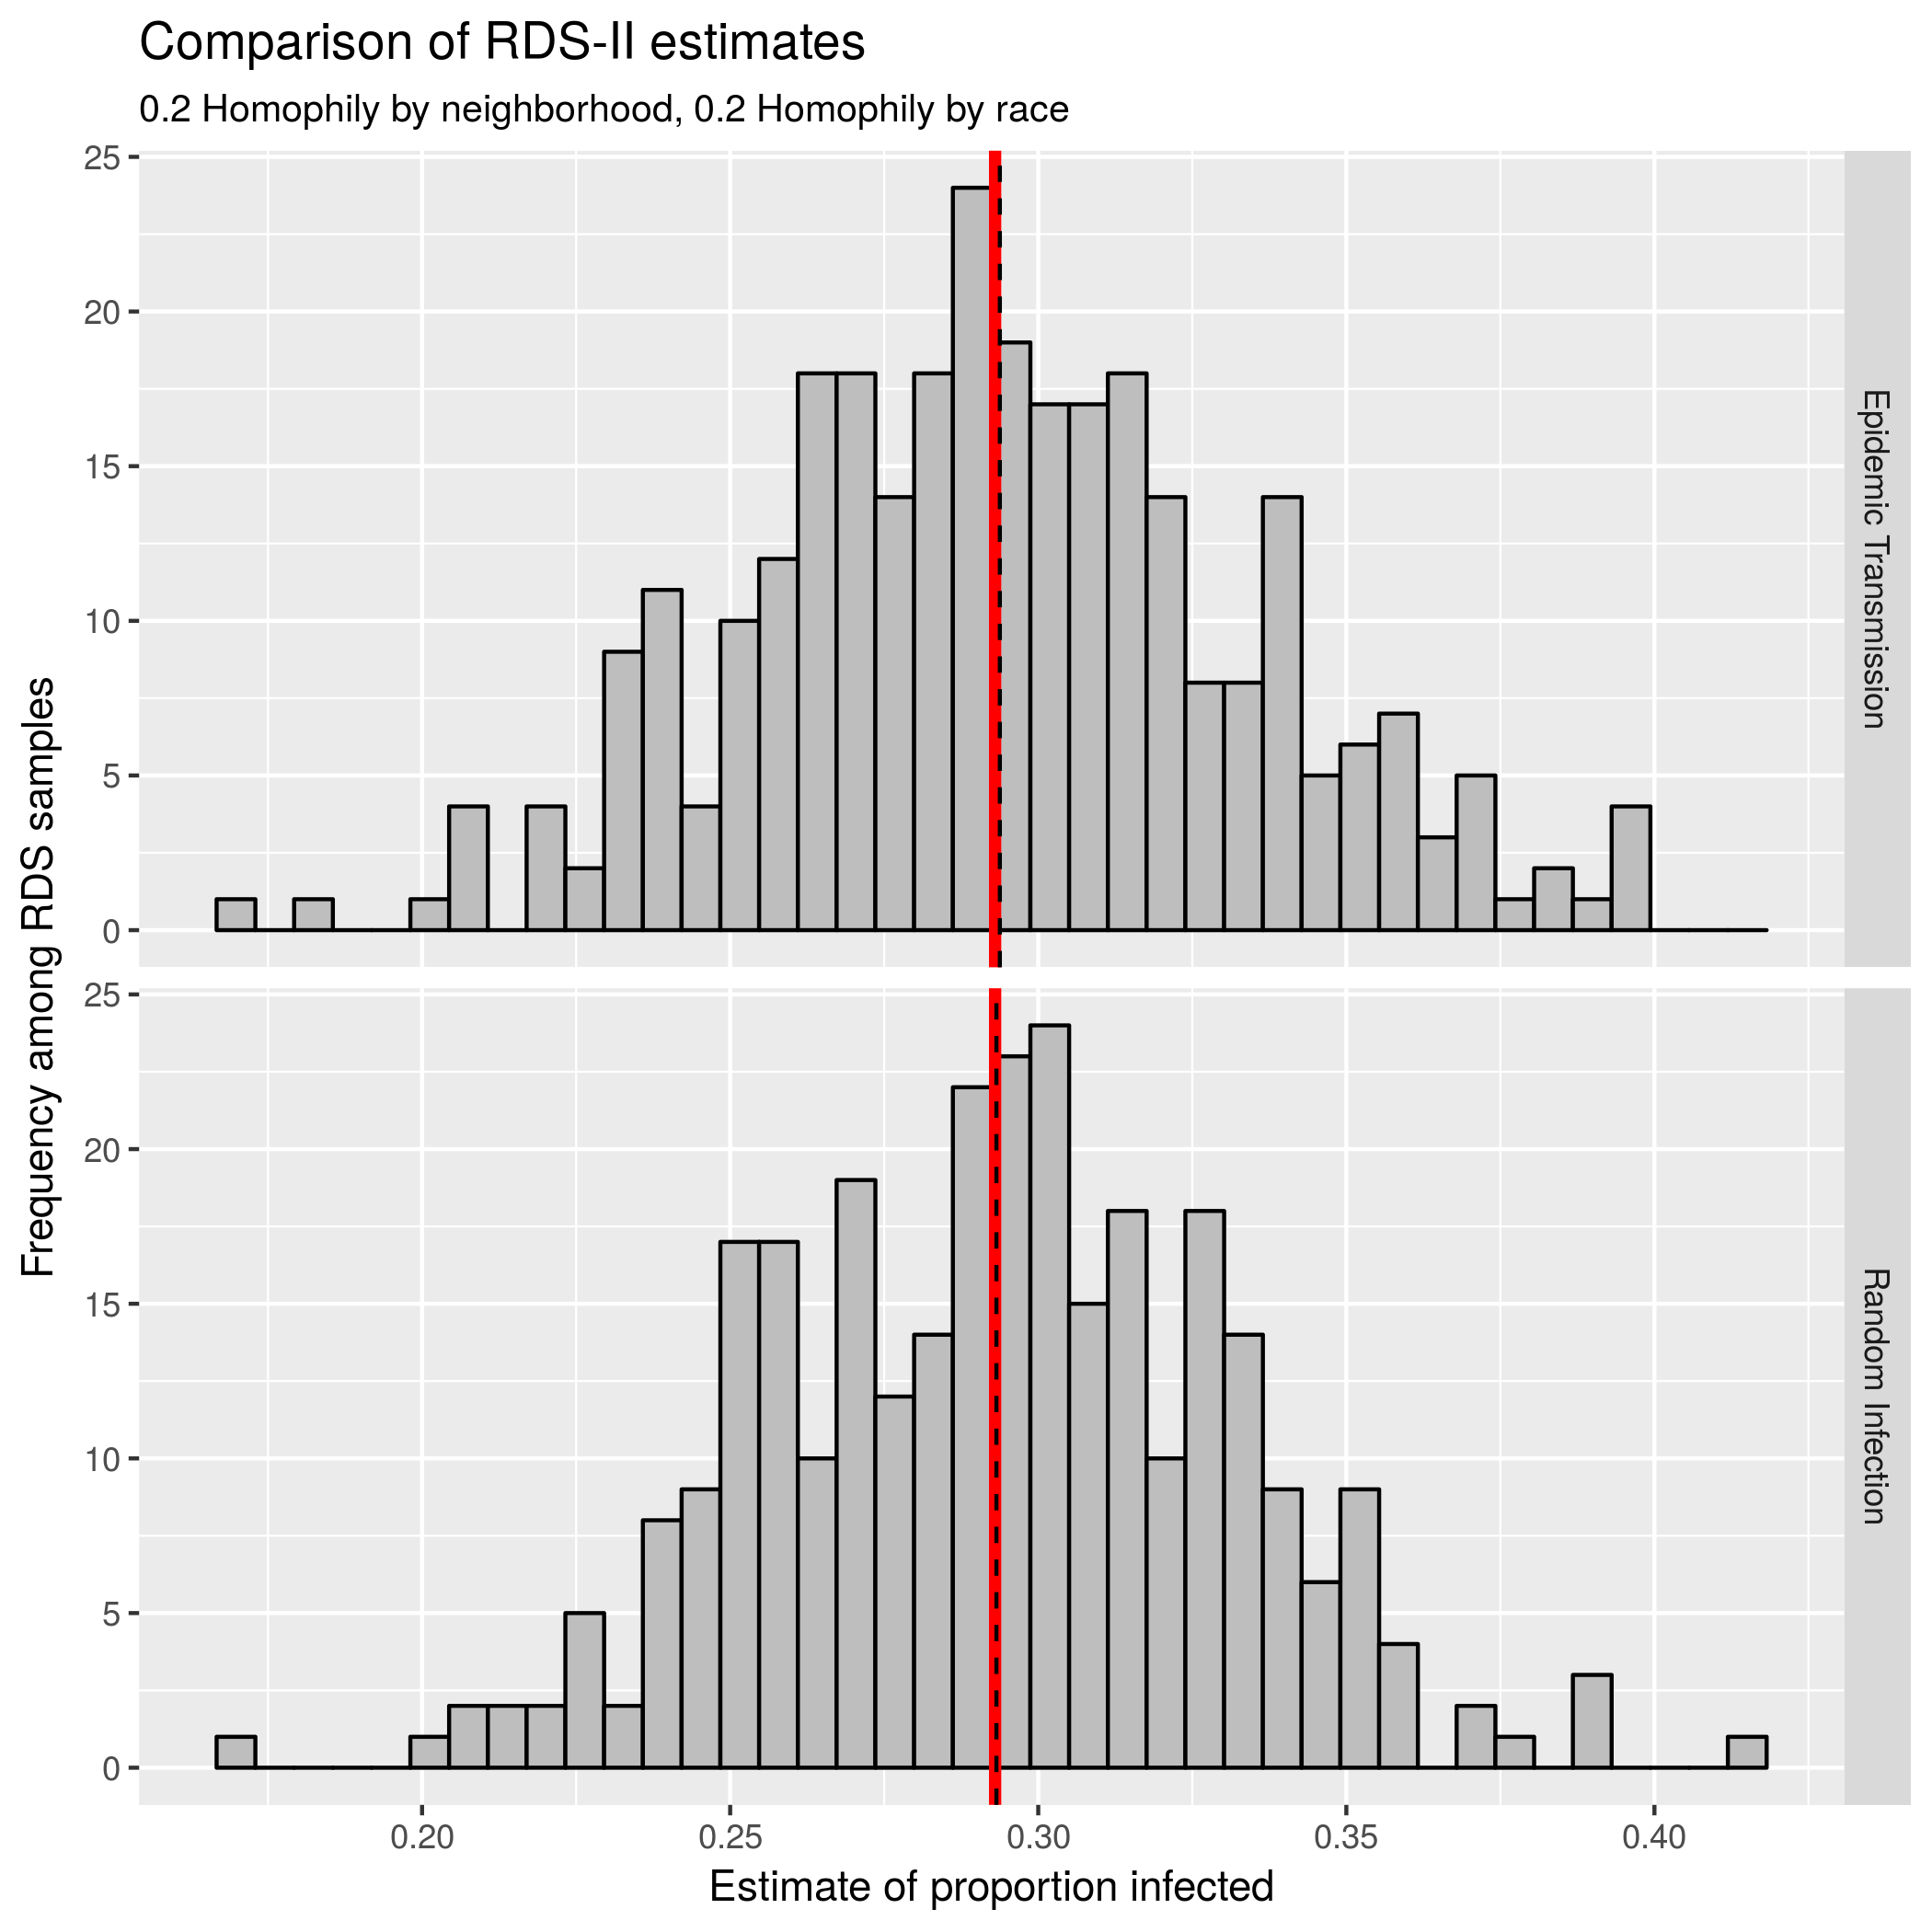 Comparison of RDS-II estimates
0.2 Homophily by neighborhood, 0.2 Homophily by race
Frequency among RDS samples
25
20
15
10
5
0
Epidemic Transmission
25
20
15
10
5
0
Random Infection
0.20 0.25 0.30 0.35 0.40
Estimate of proportion infected